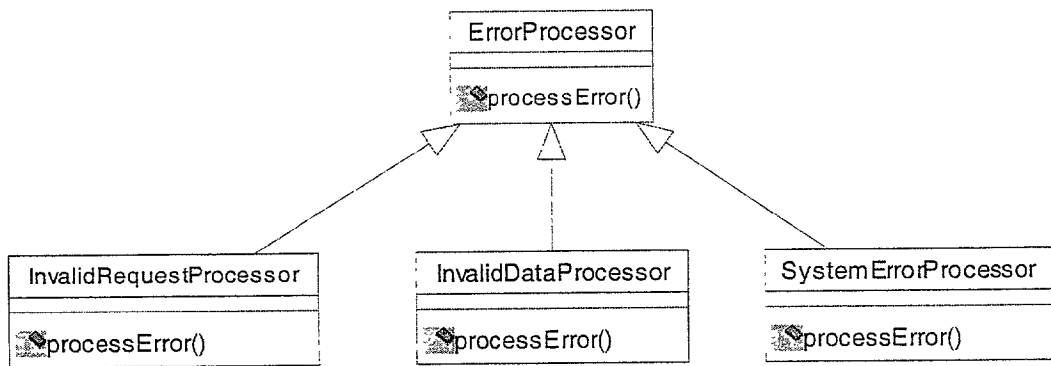 ErrorProcessor
processError()
InvalidRequestProcessor
InvalidDataProcessor
SystemErrorProcessor
processError()
processError()
processError()